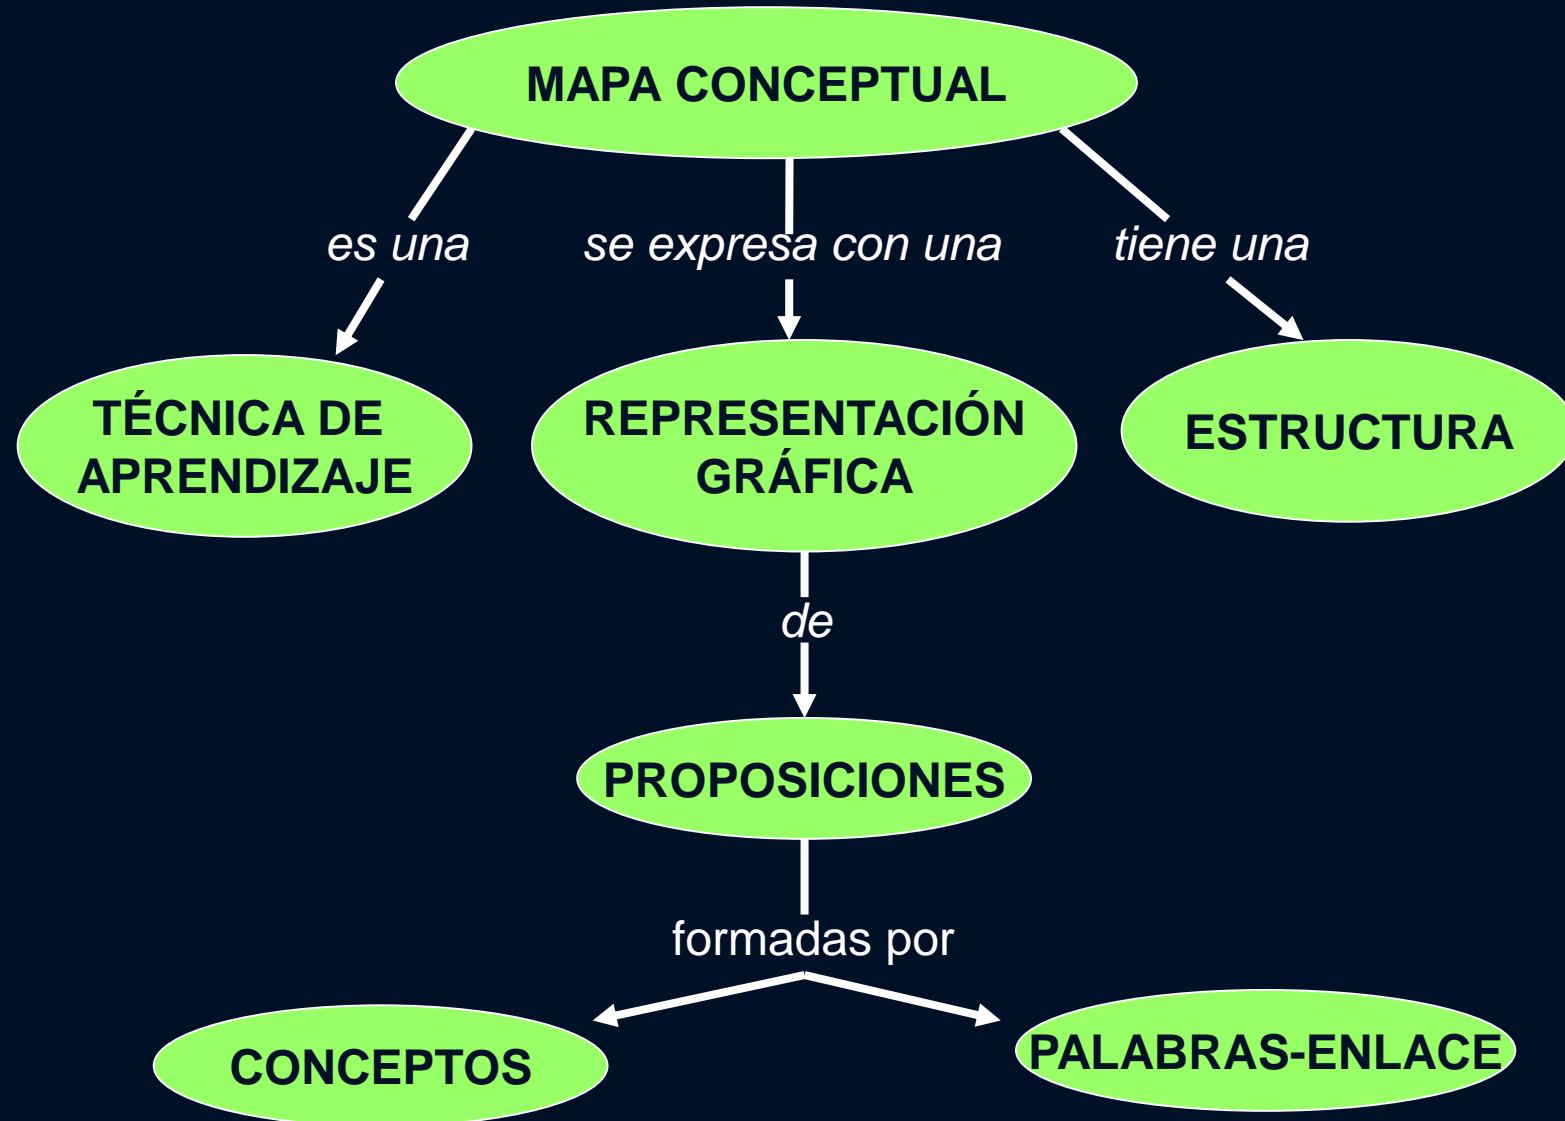 MAPA CONCEPTUAL
es una
se expresa con una
tiene una
TÉCNICA DE
APRENDIZAJE
REPRESENTACIÓN
GRÁFICA
ESTRUCTURA
de
PROPOSICIONES
formadas por
CONCEPTOS
PALABRAS-ENLACE